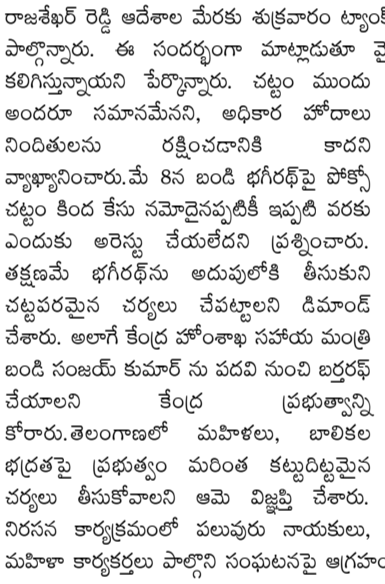 రాజశేఖర్ రెడ్డి ఆదేశాల మేరకు శుక్రవారం ట్యాంక్
పాల్గొన్నారు. ఈ సందర్భంగా మాట్లాడుతూ వై
కలిగిస్తున్నాయని పేర్కొన్నారు. చట్టం ముందు
అందరూ సమానమేనని, అధికార హోదాలు
నిందితులను రక్షించడానికి కాదని
వ్యాఖ్యానించారు.మే 8న బండి భగీరథ్‌పై పోక్సో
చట్టం కింద కేసు నమోదైనప్పటికీ ఇప్పటి వరకు
ఎందుకు అరెస్టు చేయలేదని ప్రశ్నించారు.
తక్షణమే భగీరథ్‌ను అదుపులోకి తీసుకుని
చట్టపరమైన చర్యలు చేపట్టాలని డిమాండ్
చేశారు. అలాగే కేంద్ర హోంశాఖ సహాయ మంత్రి
బండి సంజయ్ కుమార్ ను పదవి నుంచి బర్తరఫ్
చేయాలని కేంద్ర ప్రభుత్వాన్ని
కోరారు.తెలంగాణలో మహిళలు, బాలికల
భద్రతపై ప్రభుత్వం మరింత కట్టుదిట్టమైన
చర్యలు తీసుకోవాలని ఆమె విజ్ఞప్తి చేశారు.
నిరసన కార్యక్రమంలో పలువురు నాయకులు,
మహిళా కార్యకర్తలు పాల్గొని సంఘటనపై ఆగ్రహం